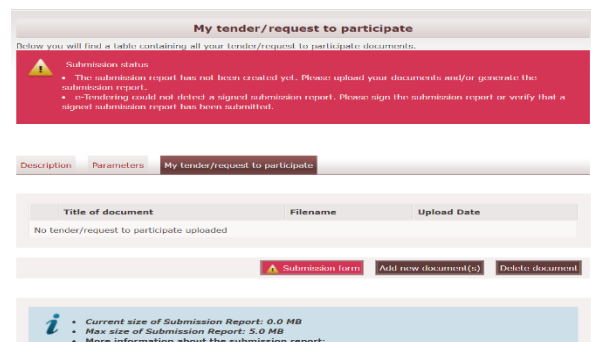 My tender/request to participate
Below you will find a table containing all your tender/request to participate documents.
Submission status
• The submission report has not been created yet. Please upload your documents and/or generate the
submission report.
• e-Tendering could not detect a signed submission report. Please sign the submission report or verify that a
signed submission report has been submitted.
Description Parameters My tender/request to participate
Title of document Filename Upload Date
No tender/request to participate uploaded
Submission form Add new document(s) Delete document
• Current size of Submission Report: 0.0 MB
• Max size of Submission Report: 5.0 MB
• More information about the submission report: